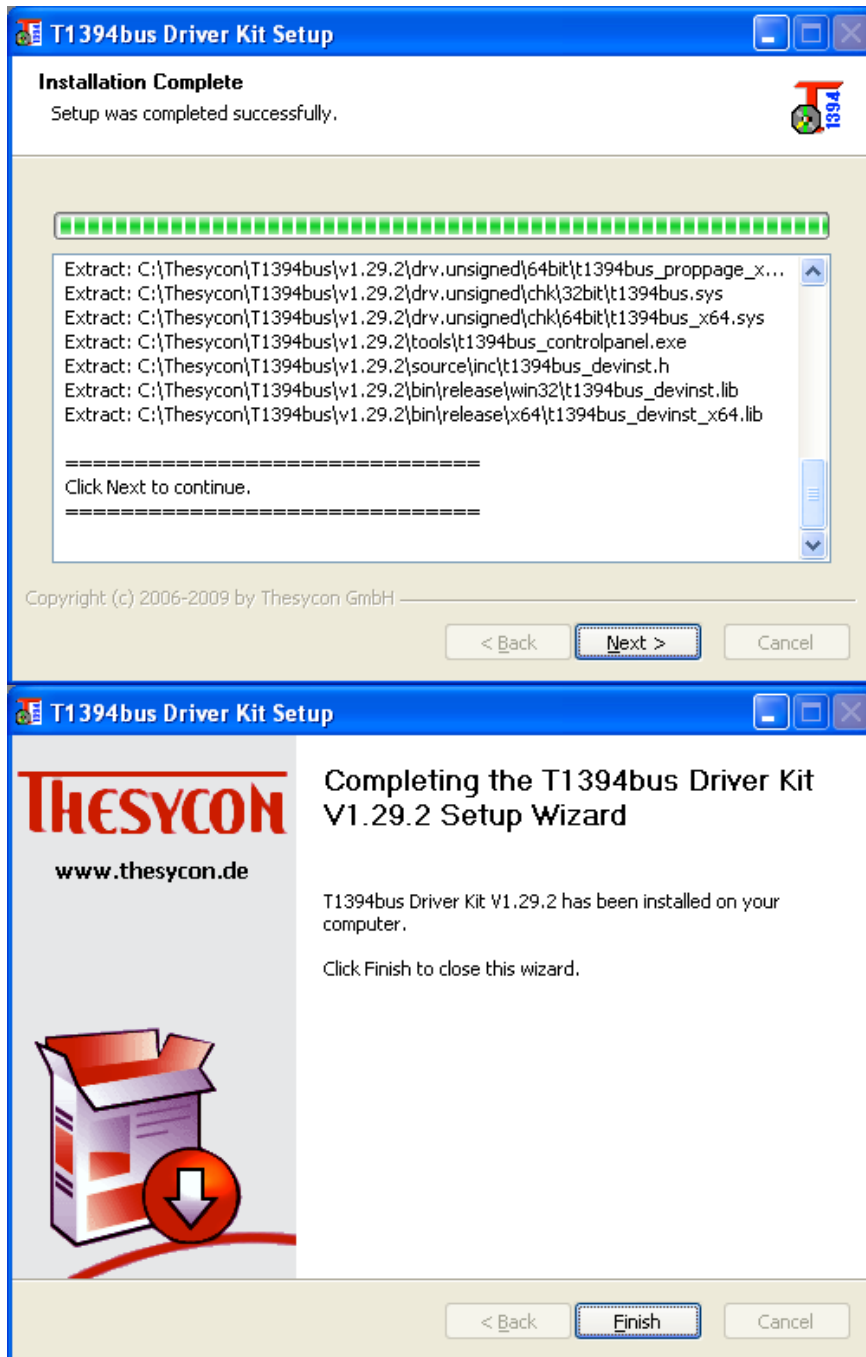 T1394bus Driver Kit Setup
Installation Complete
Setup was completed successfully.
1394
Extract: C:\Thesycon\T1394bus\v1.29.2\drv.unsigned\64bit\t1394bus_proppage_x...
Extract: C:\Thesycon\T1394bus\v1.29.2\drv.unsigned\chk\32bit\t1394bus.sys
Extract: C:\Thesycon\T1394bus\v1.29.2\drv.unsigned\chk\64bit\t1394bus_x64.sys
Extract: C:\Thesycon\T1394bus\v1.29.2\tools\t1394bus_controlpanel.exe
Extract: C:\Thesycon\T1394bus\v1.29.2\source\inc\t1394bus_devinst.h
Extract: C:\Thesycon\T1394bus\v1.29.2\bin\release\win32\t1394bus_devinst.lib
Extract: C:\Thesycon\T1394bus\v1.29.2\bin\release\x64\t1394bus_devinst_x64.lib
==============================
Click Next to continue.
==============================
Copyright (c) 2006-2009 by Thesycon GmbH
< Back Next > Cancel
T1394bus Driver Kit Setup
THESYCON
www.thesycon.de
Completing the T1394bus Driver Kit
V1.29.2 Setup Wizard
T1394bus Driver Kit V1.29.2 has been installed on your
computer.
Click Finish to close this wizard.
< Back Finish Cancel